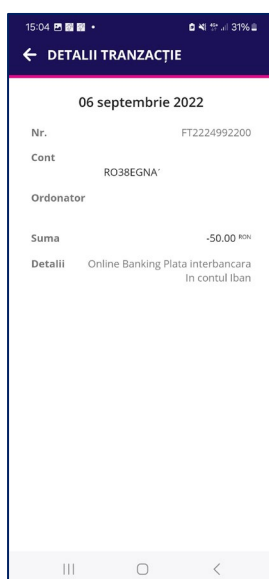 15:04 31%
DETALII TRANZACȚIE
06 septembrie 2022
Nr. FT2224992200
Cont
RO38EGNA
Ordonator
Suma -50.00 RON
Detalii Online Banking Plata interbancara
In contul Iban